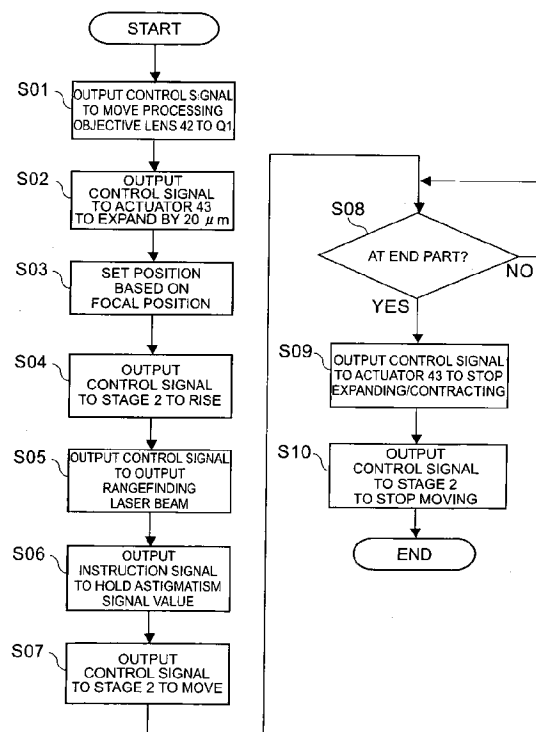 START
S01
OUTPUT CONTROL SIGNAL
TO MOVE PROCESSING
OBJECTIVE LENS 42 TO Q1
S02
OUTPUT
CONTROL SIGNAL
TO ACTUATOR 43
TO EXPAND BY 20 μm
S03
SET POSITION
BASED ON
FOCAL POSITION
S04
OUTPUT
CONTROL SIGNAL
TO STAGE 2 TO RISE
S05
OUTPUT CONTROL SIGNAL
TO OUTPUT
RANGEFINDING
LASER BEAM
S06
OUTPUT
INSTRUCTION SIGNAL
TO HOLD ASTIGMATISM
SIGNAL VALUE
S07
OUTPUT
CONTROL SIGNAL
TO STAGE 2 TO MOVE
S08
AT END PART?
NO
YES
S09
OUTPUT CONTROL SIGNAL
TO ACTUATOR 43 TO STOP
EXPANDING/CONTRACTING
S10
OUTPUT
CONTROL SIGNAL
TO STAGE 2
TO STOP MOVING
END